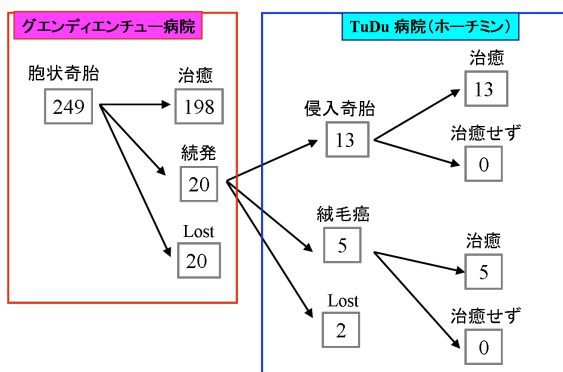 グエンディエンチュー病院
胞状奇胎
249
治癒
198
続発
20
Lost
20
TuDu 病院（ホーチミン）
侵入奇胎
13
治癒
13
治癒せず
0
絨毛癌
5
治癒
5
治癒せず
0
Lost
2